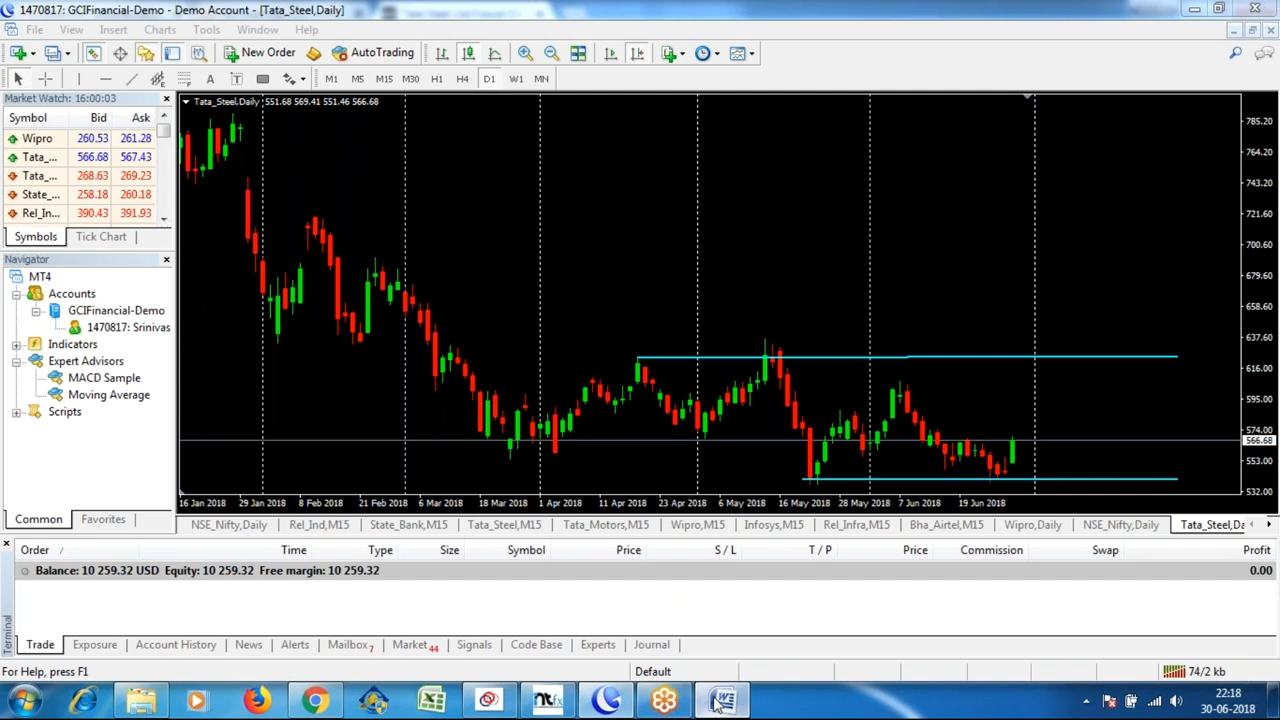 1470817: GCIFinancial-Demo - Demo Account - [Tata_Steel,Daily]
File View Insert Charts Tools Window Help
New Order AutoTrading
A T M1 M5 M15 M30 H1 H4 D1 W1 MN
Market Watch: 16:00:03
Symbol Bid Ask
Wipro 260.53 261.28
Tata_... 566.68 567.43
Tata_... 268.63 269.23
State_... 258.18 260.18
Rel_In... 390.43 391.93
Symbols Tick Chart
Navigator
MT4
Accounts
GCIFinancial-Demo
1470817: Srinivas
Indicators
Expert Advisors
MACD Sample
Moving Average
Scripts
Common Favorites
Tata_Steel,Daily 551.68 569.41 551.46 566.68
785.20
764.20
743.20
721.60
700.60
679.60
658.60
637.60
616.00
595.00
574.00
566.68
553.00
532.00
16 Jan 2018 29 Jan 2018 8 Feb 2018 21 Feb 2018 6 Mar 2018 18 Mar 2018 1 Apr 2018 11 Apr 2018 23 Apr 2018 6 May 2018 16 May 2018 28 May 2018 7 Jun 2018 19 Jun 2018
NSE_Nifty,Daily Rel_Ind,M15 State_Bank,M15 Tata_Steel,M15 Tata_Motors,M15 Wipro,M15 Infosys,M15 Rel_Infra,M15 Bha_Airtel,M15 Wipro,Daily NSE_Nifty,Daily Tata_Steel,Da
Order Time Type Size Symbol Price S / L T / P Price Commission Swap Profit
Balance: 10 259.32 USD Equity: 10 259.32 Free margin: 10 259.32 0.00
Terminal
Trade Exposure Account History News Alerts Mailbox 7 Market 44 Signals Code Base Experts Journal
For Help, press F1 Default 74/2 kb
ntfx W
22:18
30-06-2018